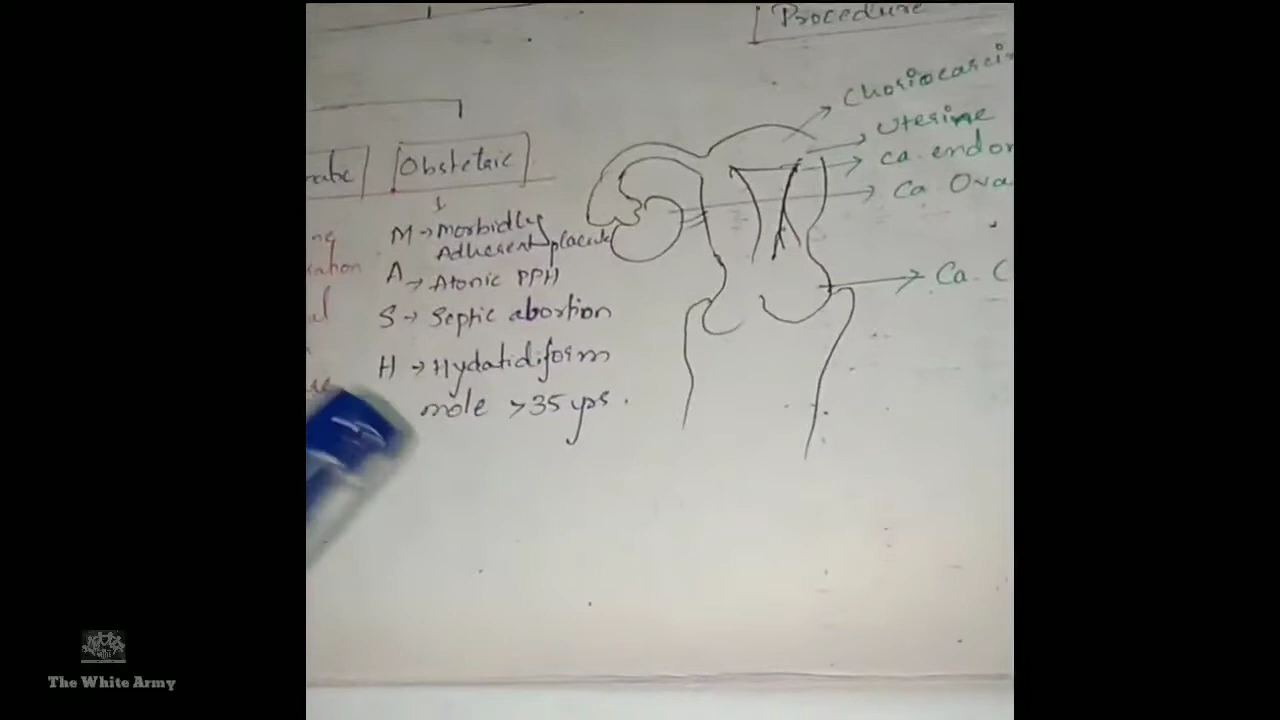 Procedure
Obstetric
M → Morbidly
Adherent placenta
A → Atonic PPH
S → Septic abortion
H → Hydatidiform
mole >35 yrs.
Choriocarci
Uterine
ca. endo
Ca Ova
Ca. C
The White Army